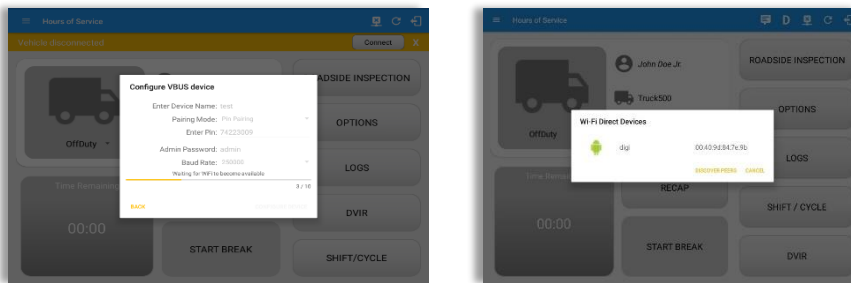 Hours of Service
Vehicle disconnected
Connect X
Configure VBUS device
Enter Device Name: test
Pairing Mode: Pin Pairing
Enter Pin: 74223009
Admin Password: admin
Baud Rate:
Waiting for WiFi to become available
3 / 10
BACK
OffDuty
Time Remaining
00:00
START BREAK
ADSIDE INSPECTION
OPTIONS
LOGS
DVIR
SHIFT/CYCLE
Hours of Service
D
John Doe Jr.
Truck500
OffDuty
Wi-Fi Direct Devices
digi 00:40:9d:84:7e:9b
DISCOVER PEERS CANCEL
Time Remai
00:00
RECAP
START BREAK
ROADSIDE INSPECTION
OPTIONS
LOGS
SHIFT / CYCLE
DVIR